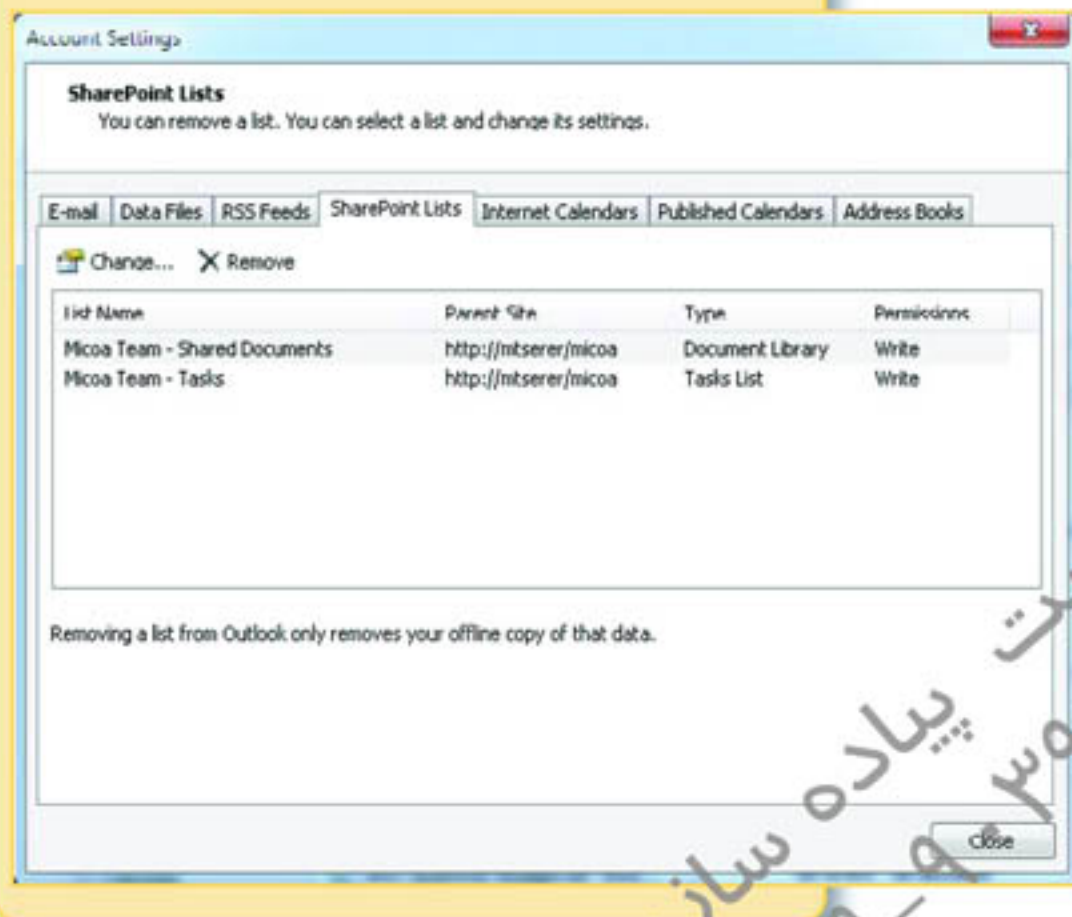 Account Settings
SharePoint Lists
You can remove a list. You can select a list and change its settings.
E-mail Data Files RSS Feeds SharePoint Lists Internet Calendars Published Calendars Address Books
Change... Remove
List Name Parent Site Type Permissions
Micoa Team - Shared Documents http://mtserer/micoa Document Library Write
Micoa Team - Tasks http://mtserer/micoa Tasks List Write
Removing a list from Outlook only removes your offline copy of that data.
پیاده
Close